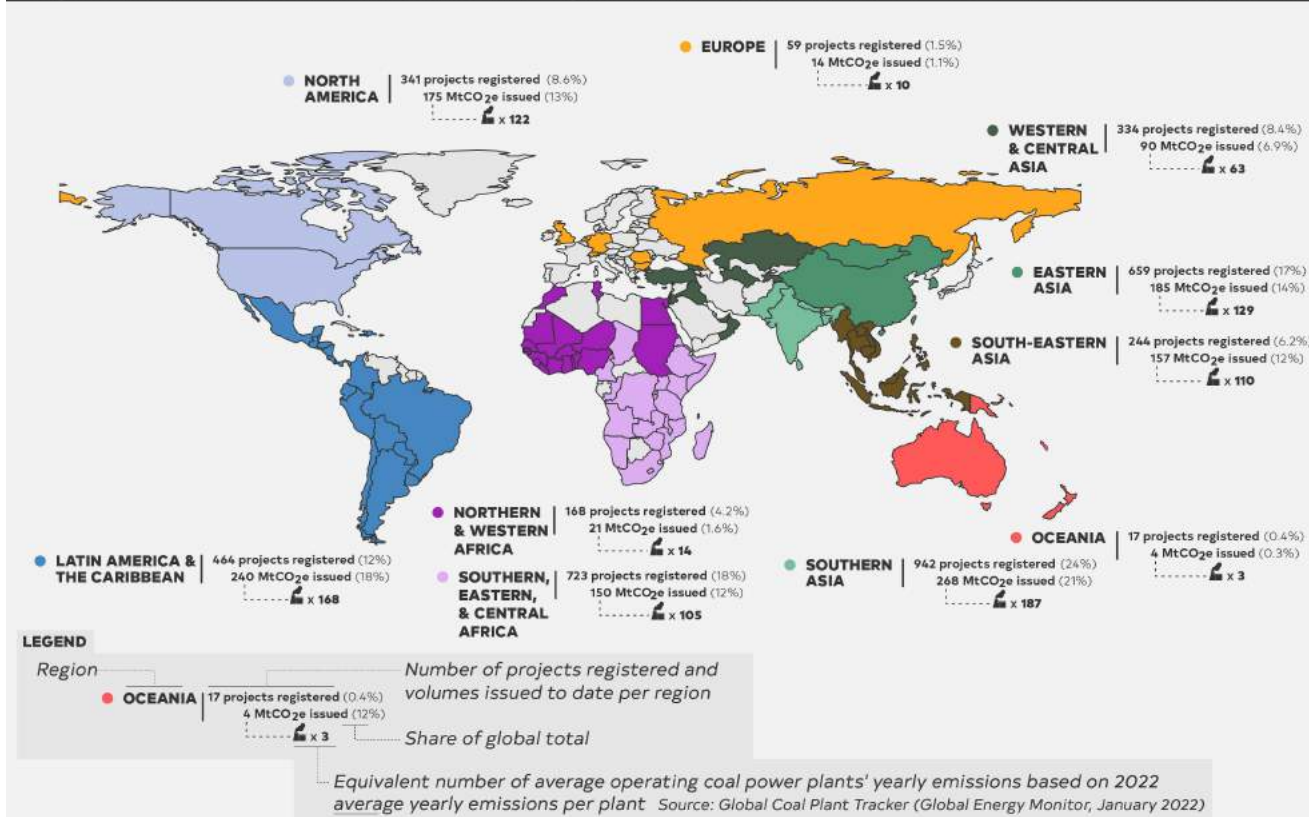 EUROPE
59 projects registered (1.5%)
14 MtCO2e issued (1.1%)
x 10
NORTH
AMERICA
341 projects registered (8.6%)
175 MtCO2e issued (13%)
x 122
WESTERN
& CENTRAL
ASIA
334 projects registered (8.4%)
90 MtCO2e issued (6.9%)
x 63
EASTERN
ASIA
659 projects registered (17%)
185 MtCO2e issued (14%)
x 129
SOUTH-EASTERN
ASIA
244 projects registered (6.2%)
157 MtCO2e issued (12%)
x 110
NORTHERN
& WESTERN
AFRICA
168 projects registered (4.2%)
21 MtCO2e issued (1.6%)
x 14
OCEANIA
17 projects registered (0.4%)
4 MtCO2e issued (0.3%)
x 3
LATIN AMERICA &
THE CARIBBEAN
464 projects registered (12%)
240 MtCO2e issued (18%)
x 168
SOUTHERN,
EASTERN,
& CENTRAL
AFRICA
723 projects registered (18%)
150 MtCO2e issued (12%)
x 105
SOUTHERN
ASIA
942 projects registered (24%)
268 MtCO2e issued (21%)
x 187
LEGEND
Region
Number of projects registered and
volumes issued to date per region
OCEANIA
17 projects registered (0.4%)
4 MtCO2e issued (12%)
x 3
Share of global total
Equivalent number of average operating coal power plants' yearly emissions based on 2022
average yearly emissions per plant Source: Global Coal Plant Tracker (Global Energy Monitor, January 2022)